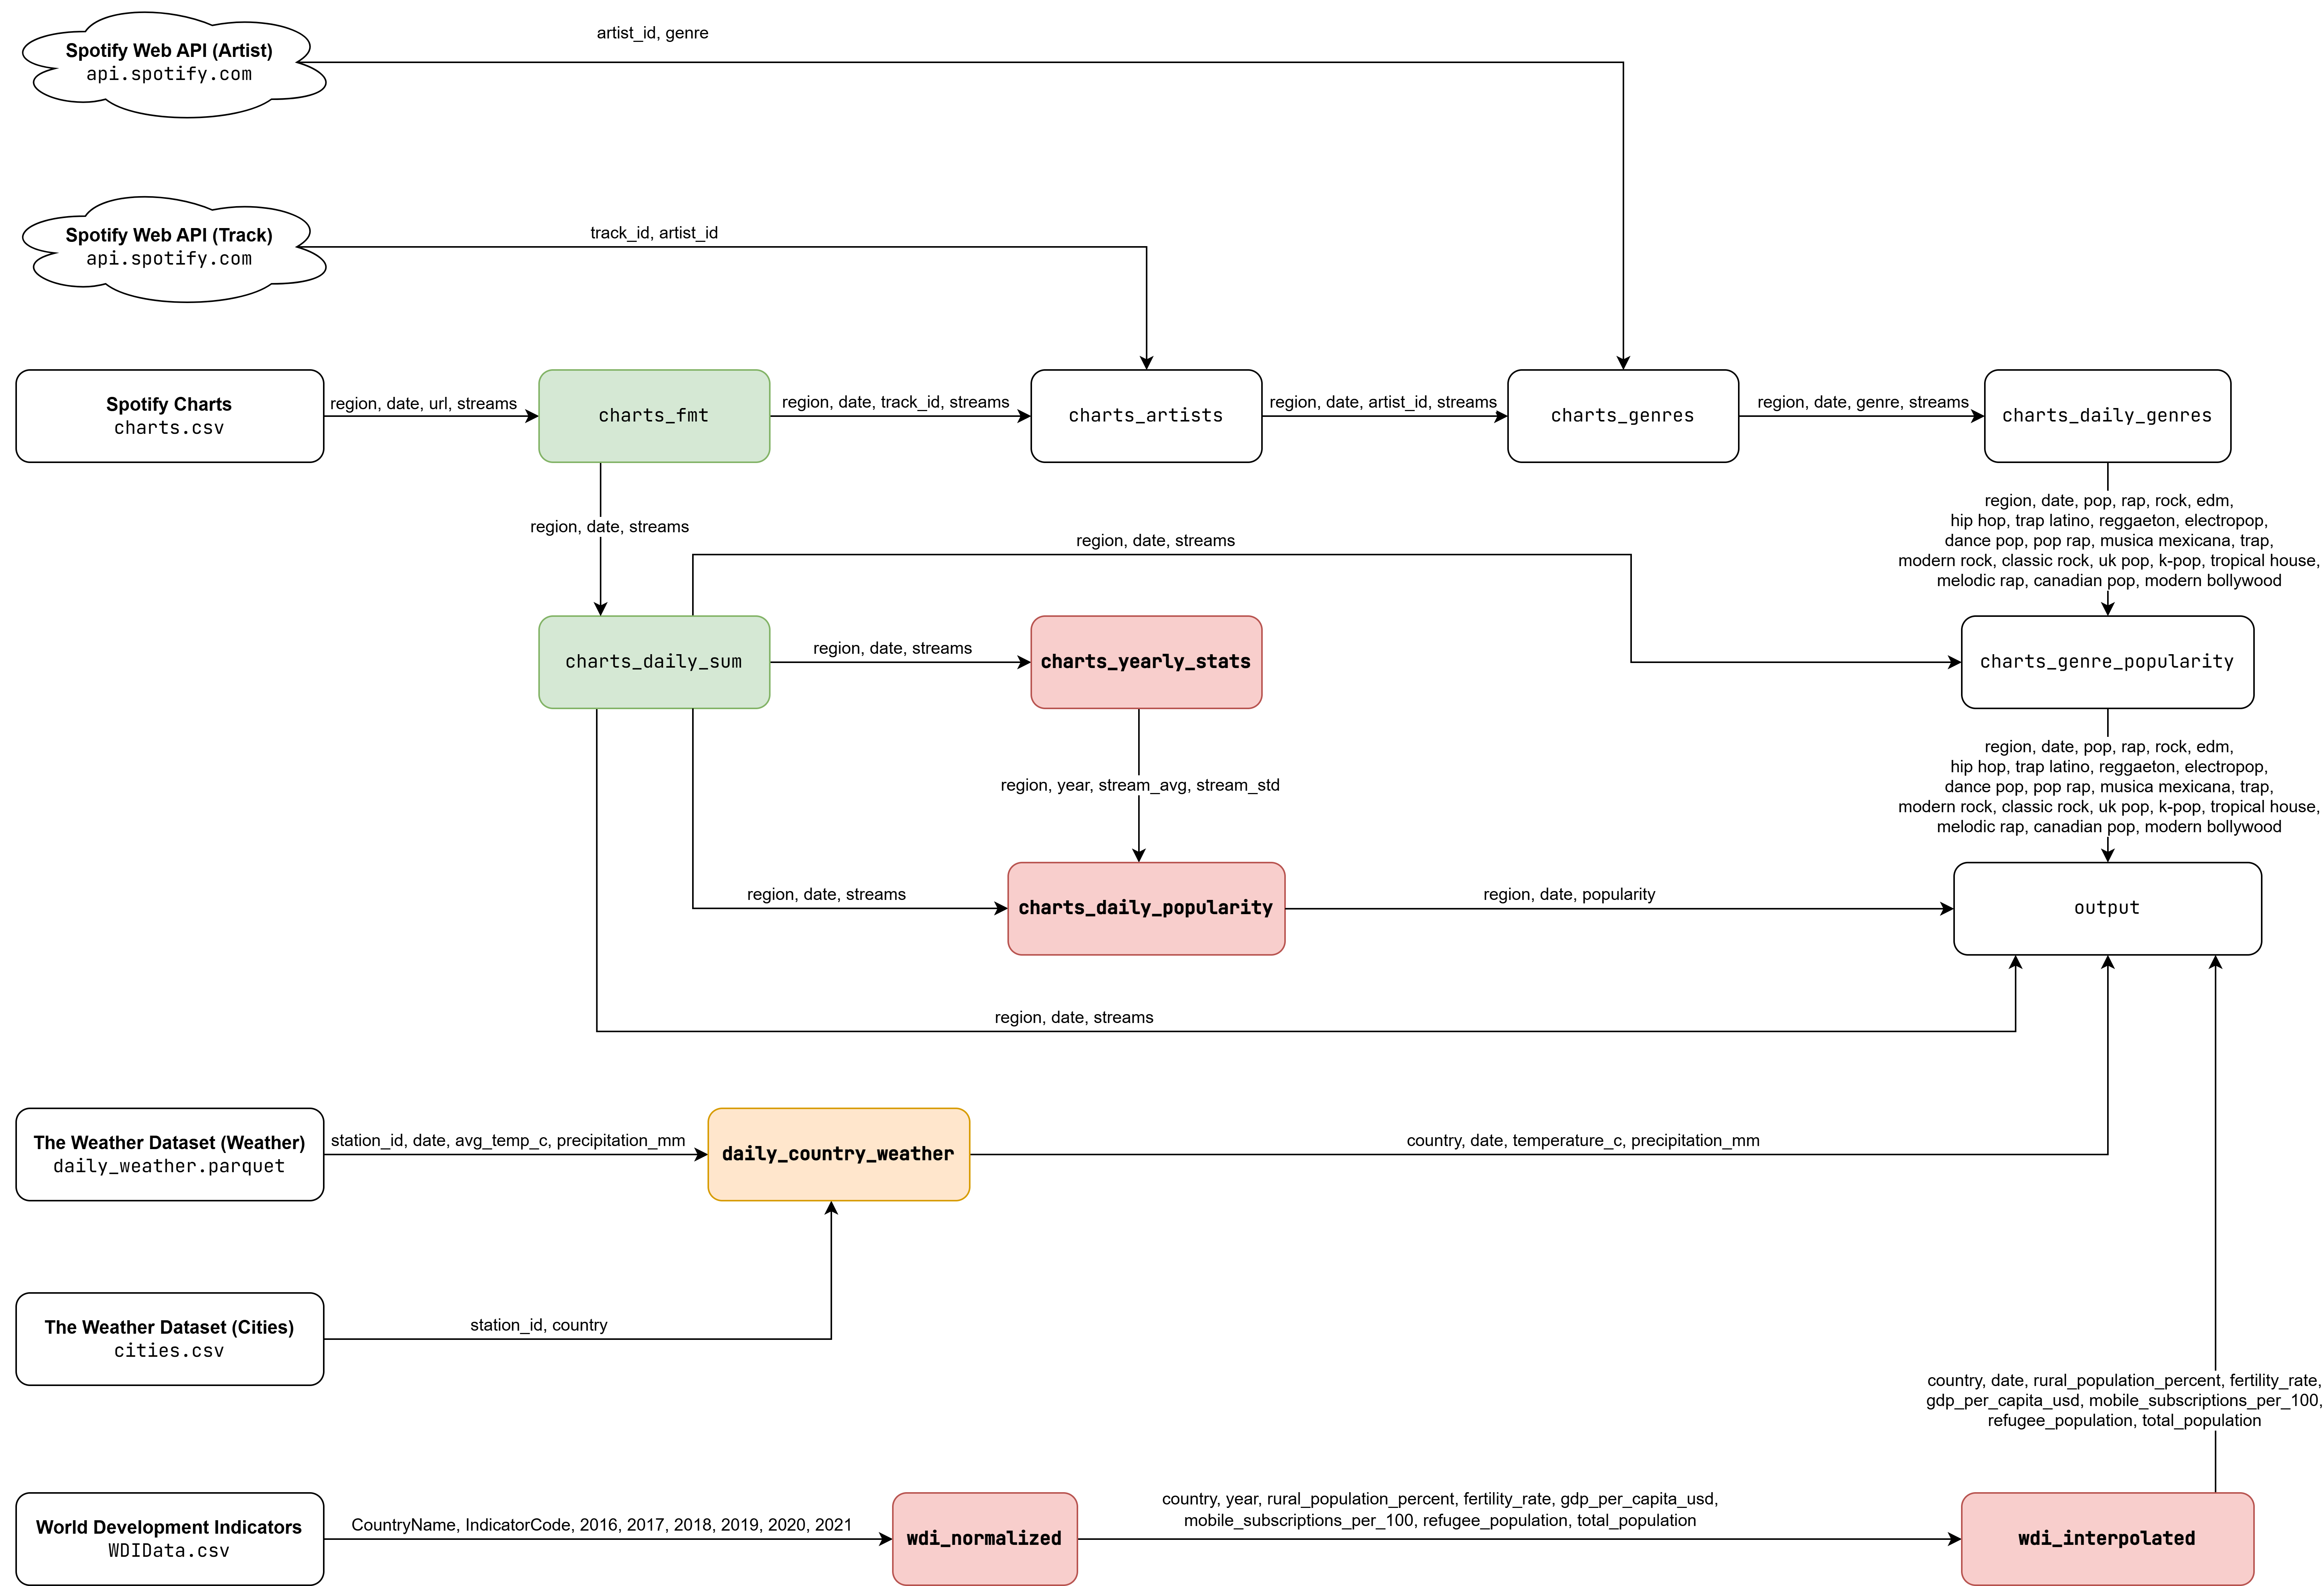 Spotify Web API (Artist)
api.spotify.com
artist_id, genre
Spotify Web API (Track)
api.spotify.com
track_id, artist_id
Spotify Charts
charts.csv
region, date, url, streams
charts_fmt
region, date, track_id, streams
charts_artists
region, date, artist_id, streams
charts_genres
region, date, genre, streams
charts_daily_genres
region, date, streams
region, date, streams
region, date, pop, rap, rock, edm,
hip hop, trap latino, reggaeton, electropop,
dance pop, pop rap, musica mexicana, trap,
modern rock, classic rock, uk pop, k-pop, tropical house,
melodic rap, canadian pop, modern bollywood
charts_daily_sum
region, date, streams
charts_yearly_stats
charts_genre_popularity
region, year, stream_avg, stream_std
region, date, pop, rap, rock, edm,
hip hop, trap latino, reggaeton, electropop,
dance pop, pop rap, musica mexicana, trap,
modern rock, classic rock, uk pop, k-pop, tropical house,
melodic rap, canadian pop, modern bollywood
region, date, streams
charts_daily_popularity
region, date, popularity
output
region, date, streams
The Weather Dataset (Weather)
daily_weather.parquet
station_id, date, avg_temp_c, precipitation_mm
daily_country_weather
country, date, temperature_c, precipitation_mm
The Weather Dataset (Cities)
cities.csv
station_id, country
country, date, rural_population_percent, fertility_rate,
gdp_per_capita_usd, mobile_subscriptions_per_100,
refugee_population, total_population
World Development Indicators
WDIData.csv
CountryName, IndicatorCode, 2016, 2017, 2018, 2019, 2020, 2021
wdi_normalized
country, year, rural_population_percent, fertility_rate, gdp_per_capita_usd,
mobile_subscriptions_per_100, refugee_population, total_population
wdi_interpolated